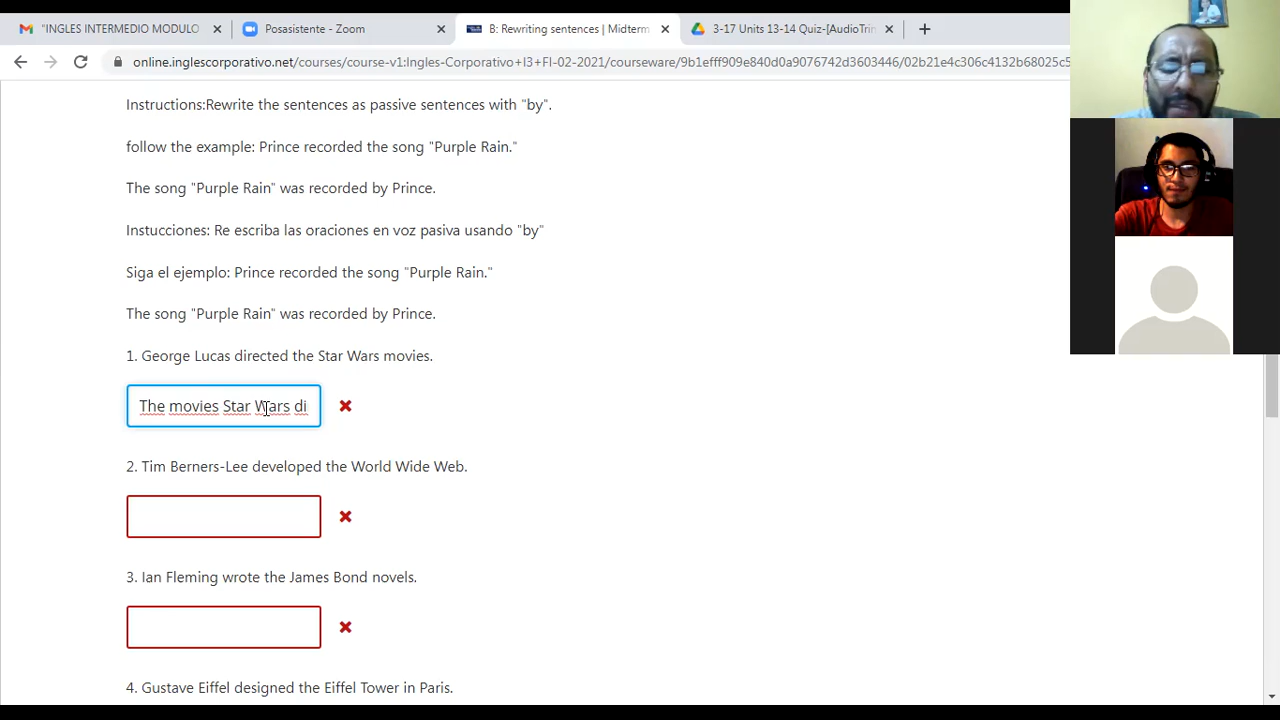 "INGLES INTERMEDIO MODULO
Posasistente - Zoom
B: Rewriting sentences | Midterm
3-17 Units 13-14 Quiz-[AudioTrin
online.inglescorporativo.net/courses/course-v1:Ingles-Corporativo+I3+FI-02-2021/courseware/9b1efff909e840d0a9076742d3603446/02b21e4c306c4132b68025c5
Instructions:Rewrite the sentences as passive sentences with "by".
follow the example: Prince recorded the song "Purple Rain."
The song "Purple Rain" was recorded by Prince.
Instucciones: Re escriba las oraciones en voz pasiva usando "by"
Siga el ejemplo: Prince recorded the song "Purple Rain."
The song "Purple Rain" was recorded by Prince.
1. George Lucas directed the Star Wars movies.
The movies Star Wars di
2. Tim Berners-Lee developed the World Wide Web.
3. Ian Fleming wrote the James Bond novels.
4. Gustave Eiffel designed the Eiffel Tower in Paris.